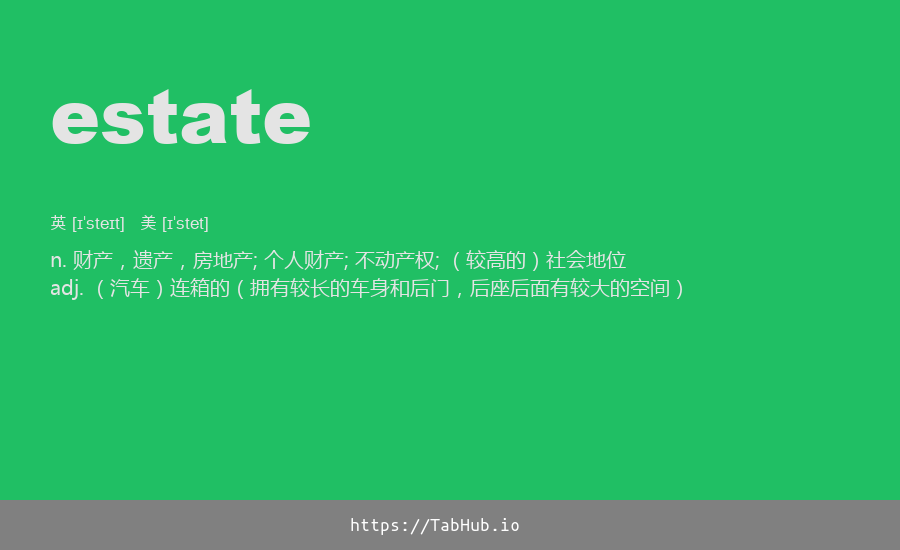 estate
英 [ɪ'steɪt] 美 [ɪ'stet]
n. 财产，遗产，房地产; 个人财产; 不动产权; （较高的）社会地位
adj. （汽车）连箱的（拥有较长的车身和后门，后座后面有较大的空间）
https://TabHub.io